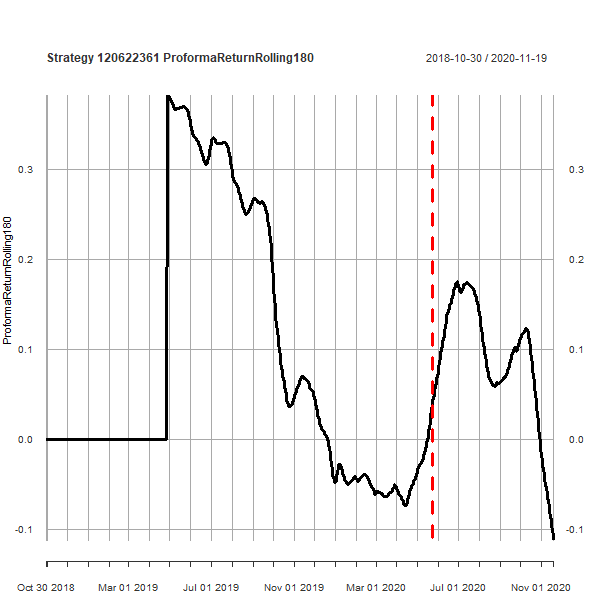 Strategy 120622361 ProformaReturnRolling180
2018-10-30 / 2020-11-19
ProformaReturnRolling180
0.3
0.2
0.1
0.0
-0.1
0.3
0.2
0.1
0.0
-0.1
Oct 30 2018
Mar 01 2019
Jul 01 2019
Nov 01 2019
Mar 01 2020
Jul 01 2020
Nov 01 2020